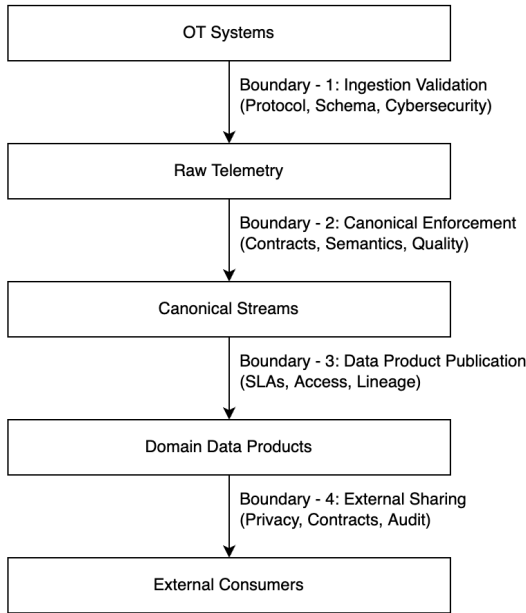 OT Systems
Boundary - 1: Ingestion Validation
(Protocol, Schema, Cybersecurity)
Raw Telemetry
Boundary - 2: Canonical Enforcement
(Contracts, Semantics, Quality)
Canonical Streams
Boundary - 3: Data Product Publication
(SLAs, Access, Lineage)
Domain Data Products
Boundary - 4: External Sharing
(Privacy, Contracts, Audit)
External Consumers